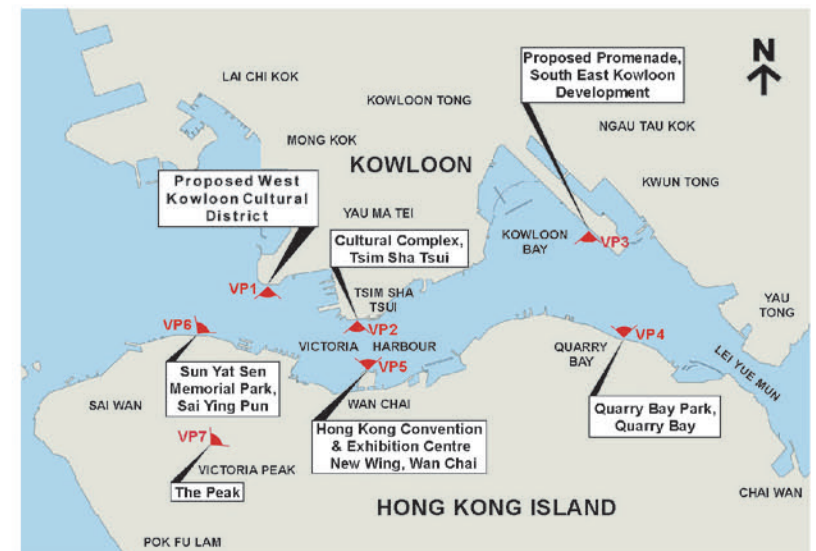 N
LAI CHI KOK
KOWLOON TONG
Proposed Promenade,
South East Kowloon
Development
NGAU TAU KOK
MONG KOK
KOWLOON
KWUN TONG
Proposed West
Kowloon Cultural
District
YAU MA TEI
Cultural Complex,
Tsim Sha Tsui
KOWLOON
BAY
VP3
VP1
TSIM SHA
TSUI
YAU
TONG
VP6
VP2
VP4
VICTORIA HARBOUR
QUARRY
BAY
LEI YUE MUN
VP5
Sun Yat Sen
Memorial Park,
Sai Ying Pun
SAI WAN
WAN CHAI
Quarry Bay Park,
Quarry Bay
Hong Kong Convention
& Exhibition Centre
New Wing, Wan Chai
VP7
VICTORIA PEAK
The Peak
CHAI WAN
HONG KONG ISLAND
POK FU LAM